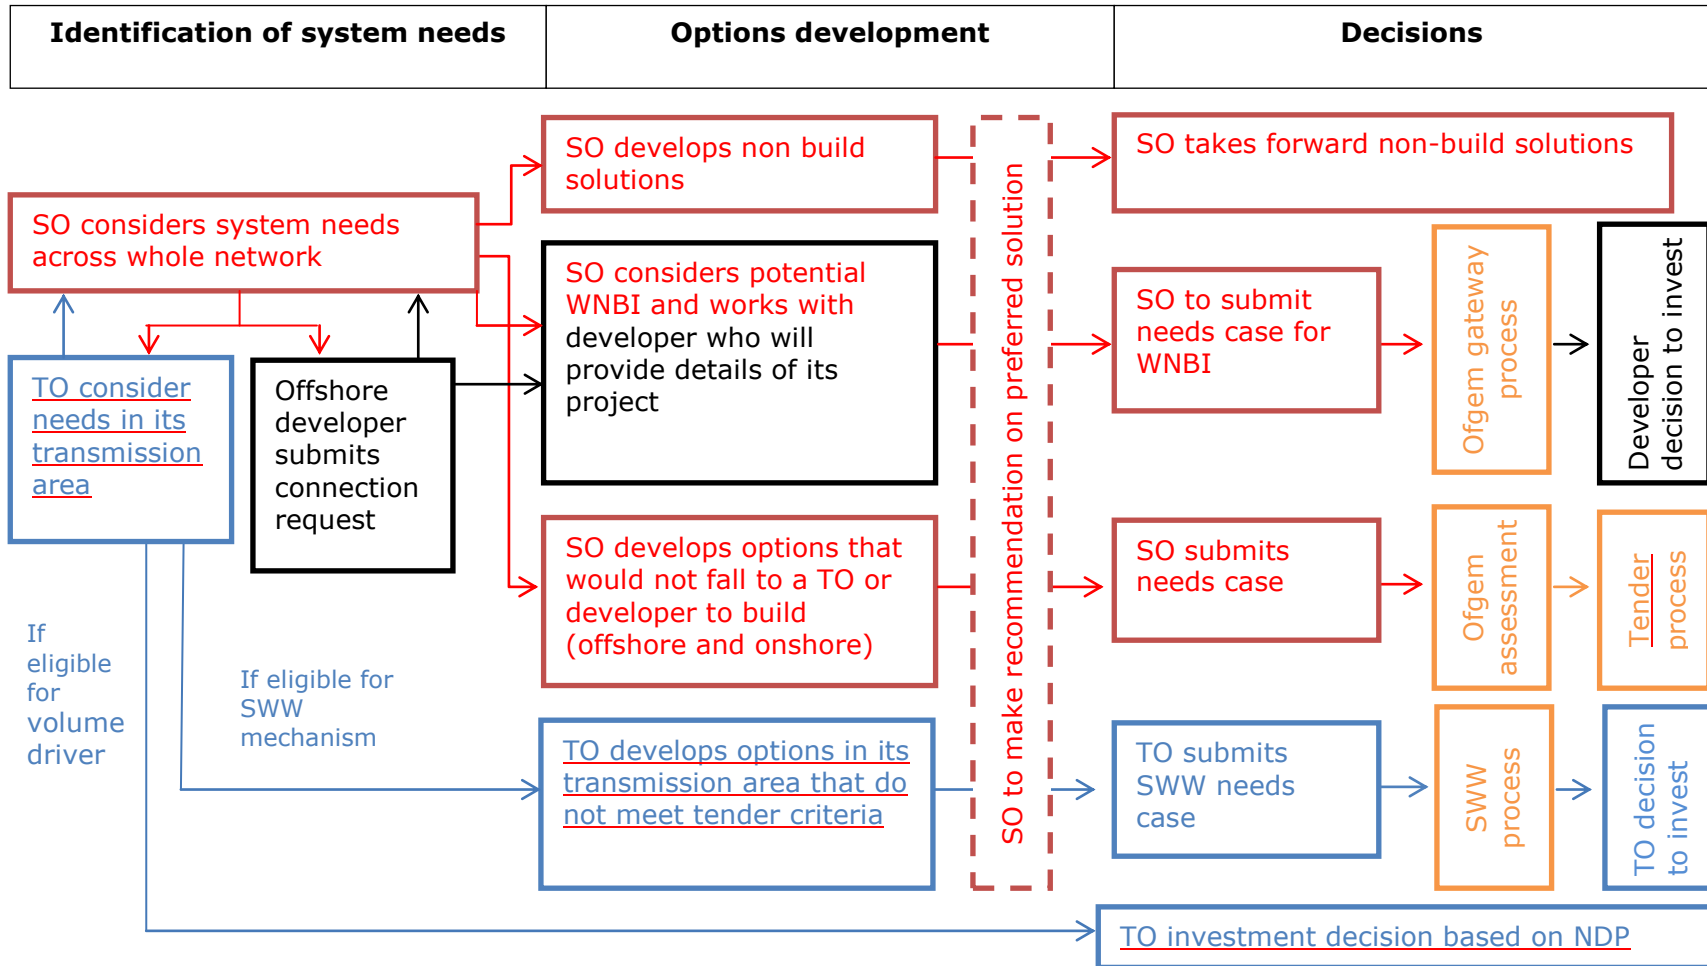 Identification of system needs
Options development
Decisions
SO considers system needs
across whole network
TO consider
needs in its
transmission
area
Offshore
developer
submits
connection
request
If
eligible
for
volume
driver
If eligible for
SWW
mechanism
SO develops non build
solutions
SO considers potential
WNBI and works with
developer who will
provide details of its
project
SO develops options that
would not fall to a TO or
developer to build
(offshore and onshore)
TO develops options in its
transmission area that do
not meet tender criteria
SO to make recommendation on preferred solution
SO takes forward non-build solutions
SO to submit
needs case for
WNBI
Ofgem gateway
process
Developer
decision to invest
SO submits
needs case
Ofgem
assessment
Tender
process
TO submits
SWW needs
case
SWW
process
TO decision
to invest
TO investment decision based on NDP